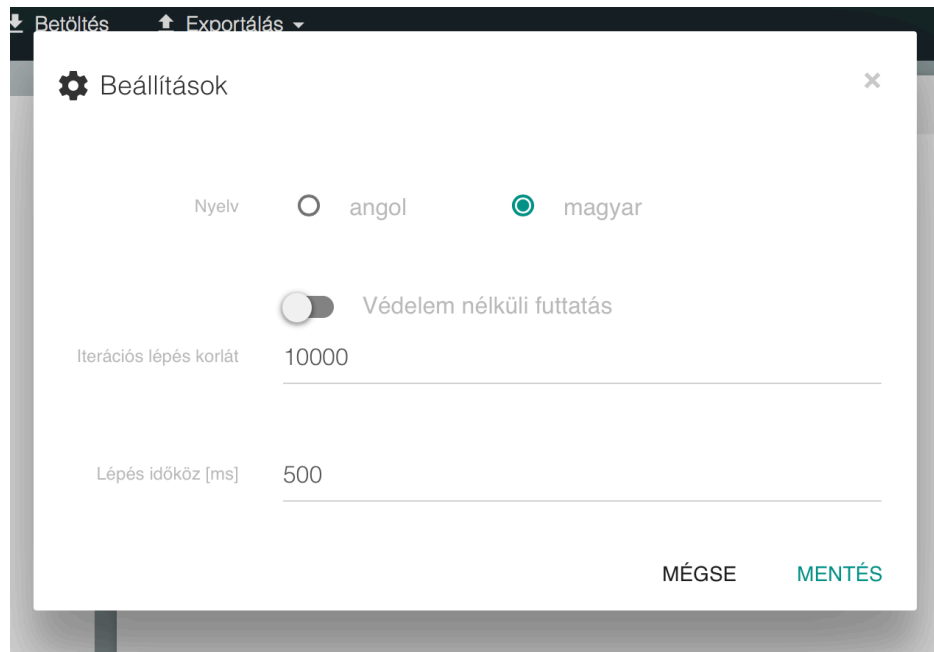 Betöltés Exportálás
Beállítások
Nyelv angol magyar
Védelem nélküli futtatás
Iterációs lépés korlát 10000
Lépés időköz [ms] 500
MÉGSE MENTÉS